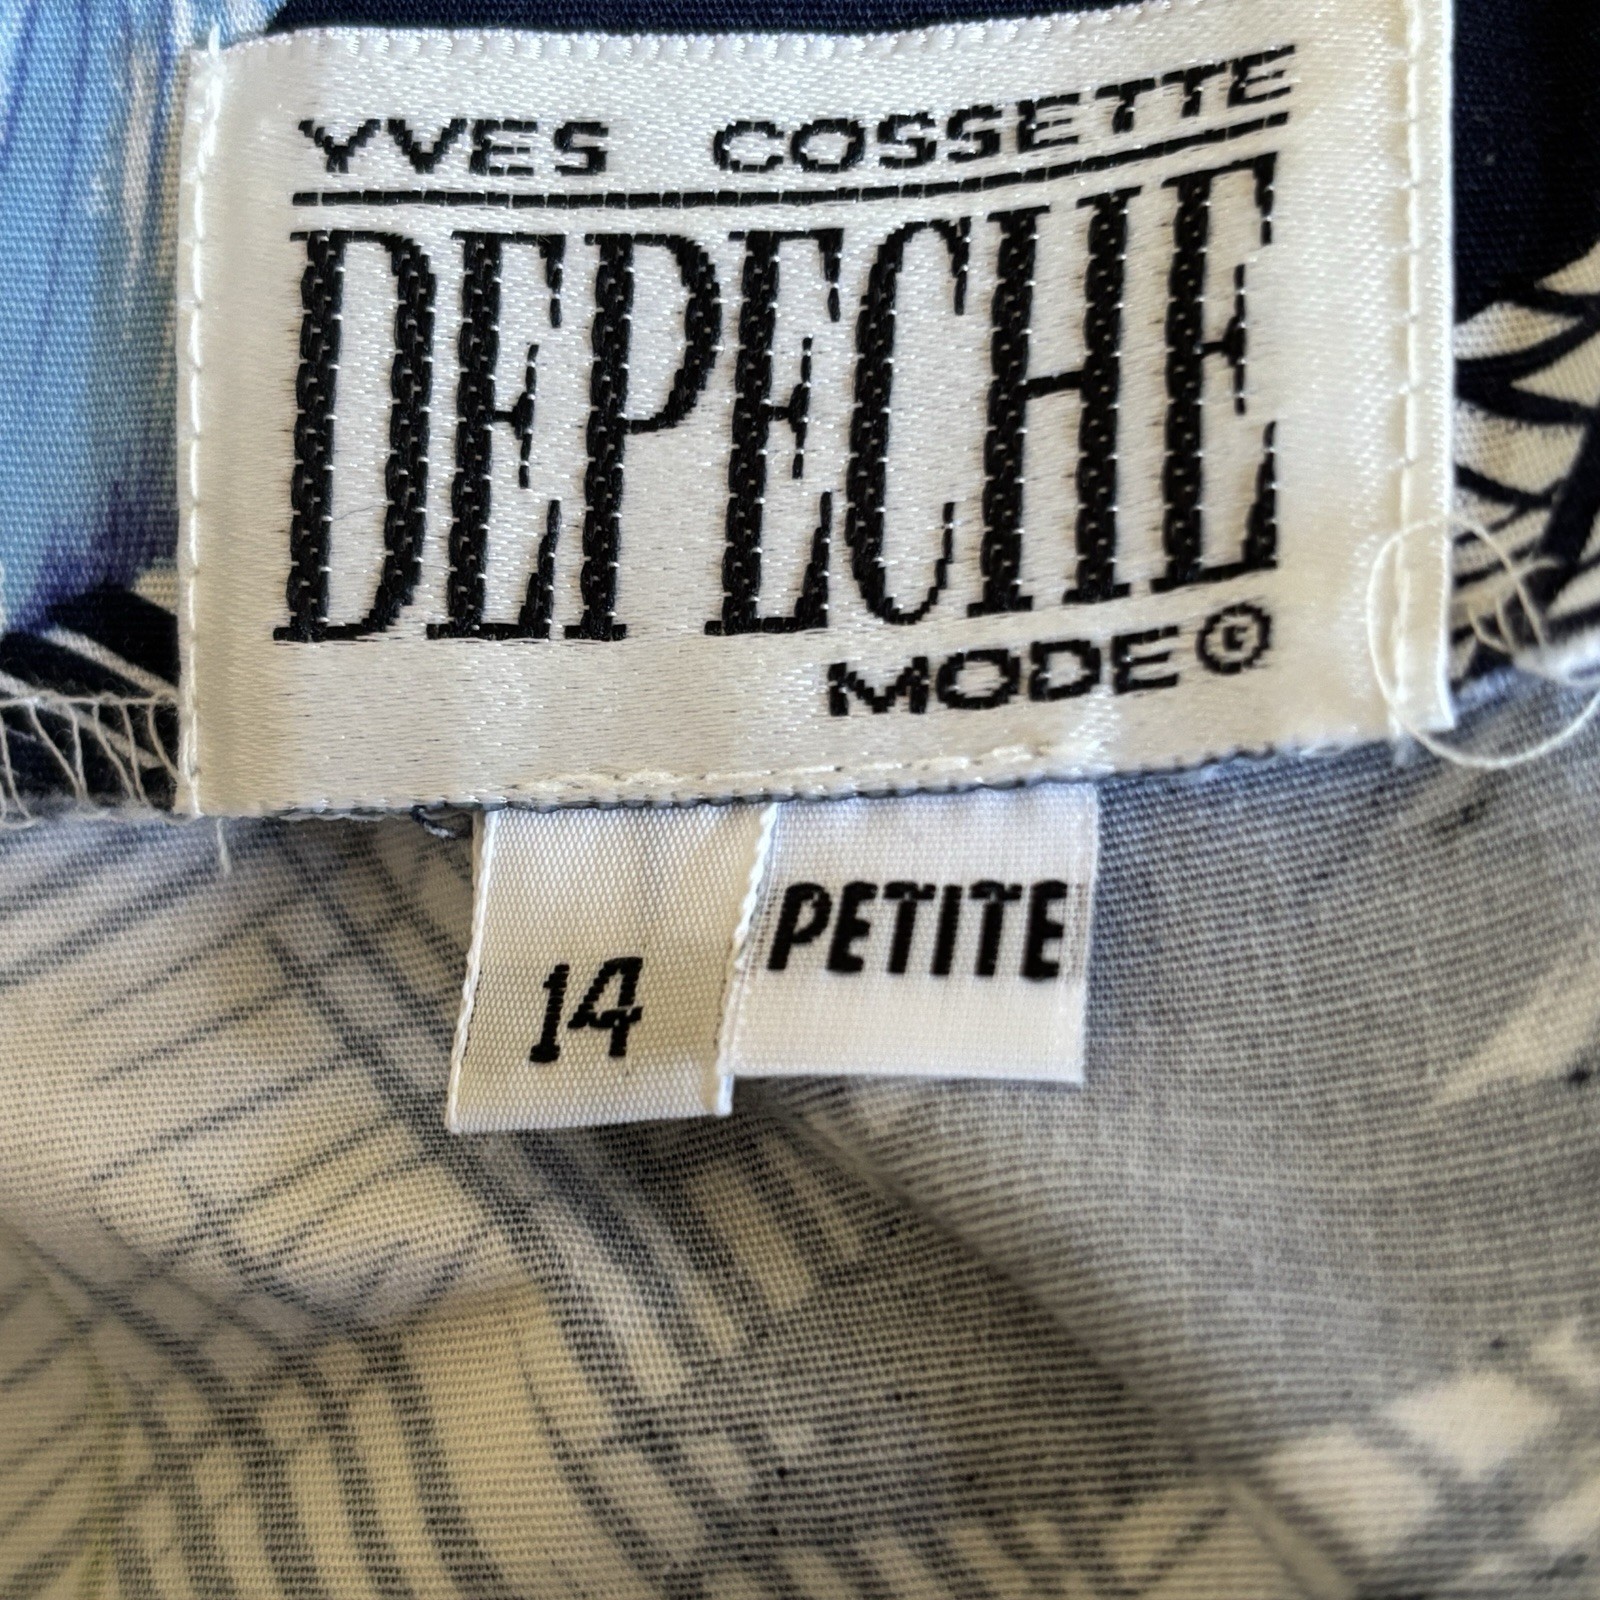 YVES COSSETTE
DEPECHE
MODE©
14
PETITE